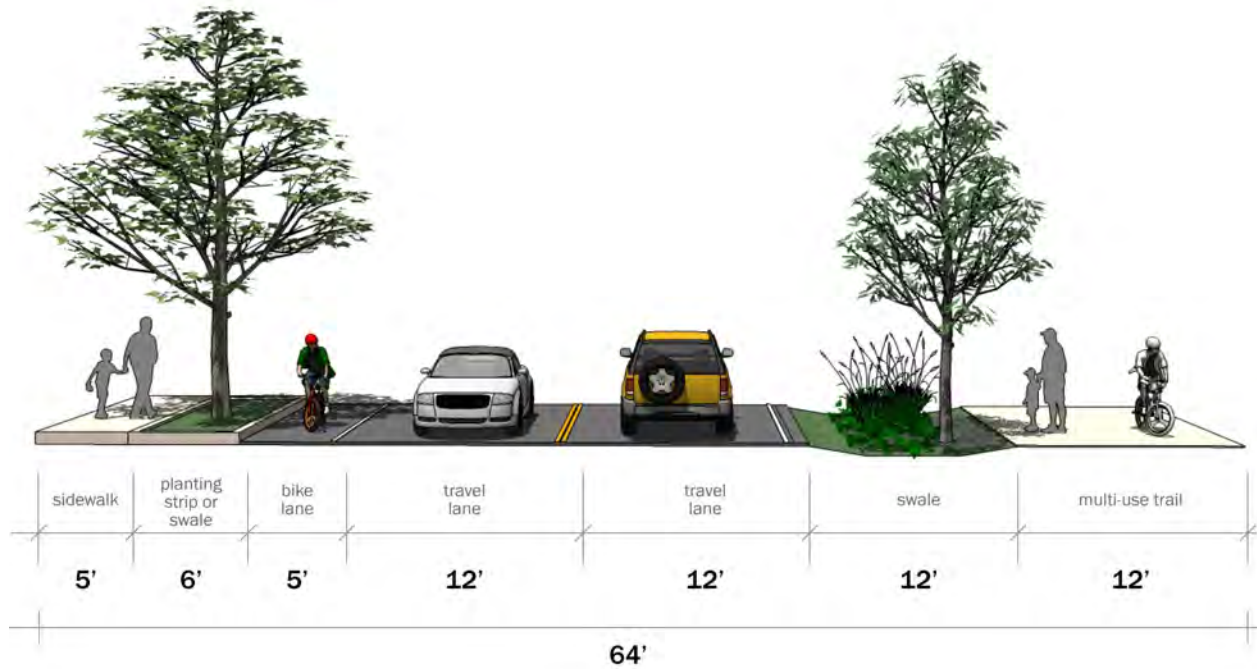 sidewalk
planting
strip or
swale
bike
lane
travel
lane
travel
lane
swale
multi-use trail
5’
6’
5’
12’
12’
12’
12’
64’